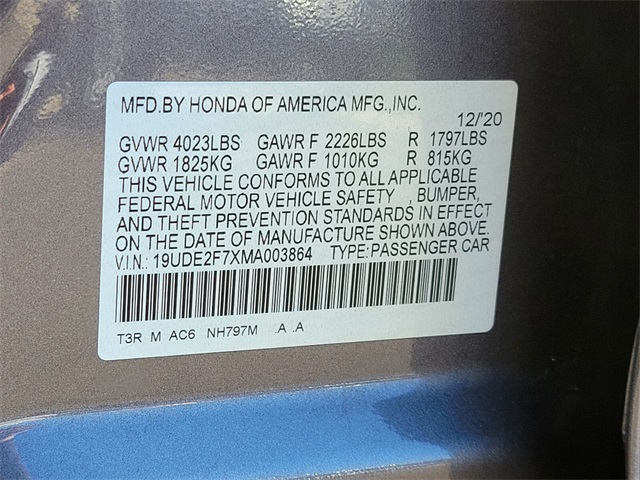 MFD.BY HONDA OF AMERICA MFG.,INC.
12/'20
GVWR 4023LBS GAWR F 2226LBS R 1797LBS
GVWR 1825KG GAWR F 1010KG R 815KG
THIS VEHICLE CONFORMS TO ALL APPLICABLE
FEDERAL MOTOR VEHICLE SAFETY , BUMPER,
AND THEFT PREVENTION STANDARDS IN EFFECT
ON THE DATE OF MANUFACTURE SHOWN ABOVE.
V.I.N.: 19UDE2F7XMA003864 TYPE:PASSENGER CAR
T3R M AC6 NH797M .A .A